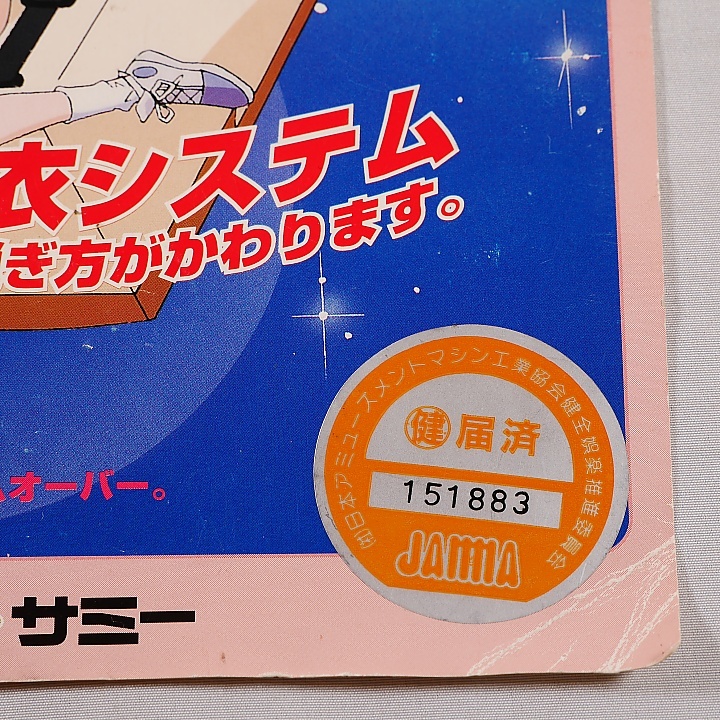 衣システム
ぎ方がかわります。
オーバー。
サミー
㈳日本アミューズメントマシン工業協会健全娯楽推進委員会
健 届済
151883
JAMMA